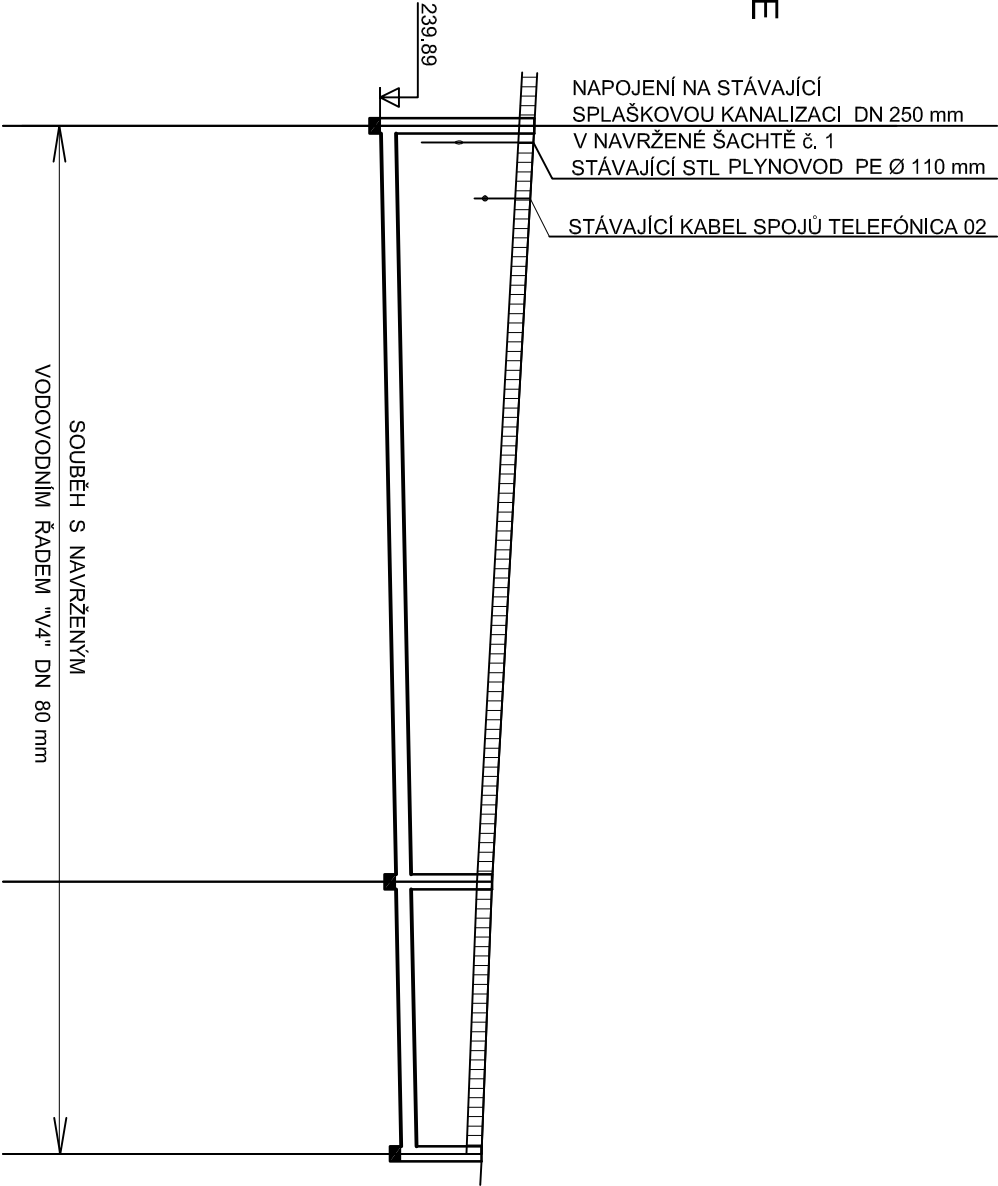 E
239.89
NAPOJENÍ NA STÁVAJÍCÍ
SPLAŠKOVOU KANALIZACI DN 250 mm
V NAVRŽENÉ ŠACHTĚ č. 1
STÁVAJÍCÍ STL PLYNOVOD PE Ø 110 mm
STÁVAJÍCÍ KABEL SPOJŮ TELEFÓNICA 02
SOUBĚH S NAVRŽENÝM
VODOVODNÍM ŘADEM "V4" DN 80 mm